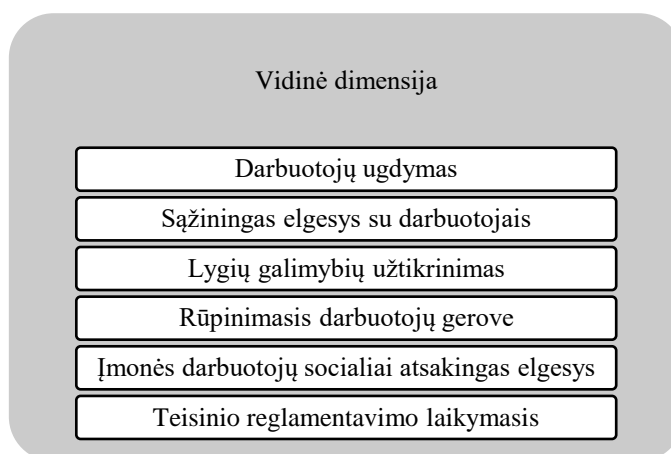 Vidinė dimensija
Darbuotojų ugdymas
Sąžiningas elgesys su darbuotojais
Lygių galimybių užtikrinimas
Rūpinimasis darbuotojų gerove
Įmonės darbuotojų socialiai atsakingas elgesys
Teisinio reglamentavimo laikymasis